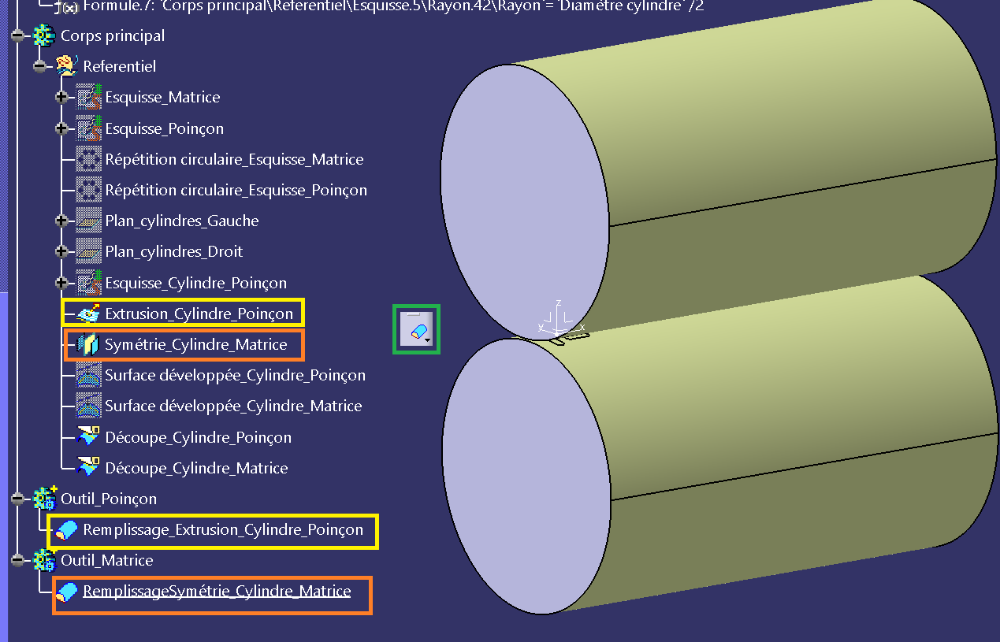 Formule.7: `Corps principal\Referentiel\Esquisse.5\Rayon.42\Rayon`=`Diamétre cylindre` /2
Corps principal
Referentiel
Esquisse_Matrice
Esquisse_Poinçon
Répétition circulaire_Esquisse_Matrice
Répétition circulaire_Esquisse_Poinçon
Plan_cylindres_Gauche
Plan_cylindres_Droit
Esquisse_Cylindre_Poinçon
Extrusion_Cylindre_Poinçon
Symétrie_Cylindre_Matrice
Surface développée_Cylindre_Poinçon
Surface développée_Cylindre_Matrice
Découpe_Cylindre_Poinçon
Découpe_Cylindre_Matrice
Outil_Poinçon
Remplissage_Extrusion_Cylindre_Poinçon
Outil_Matrice
RemplissageSymétrie_Cylindre_Matrice
z
y
x